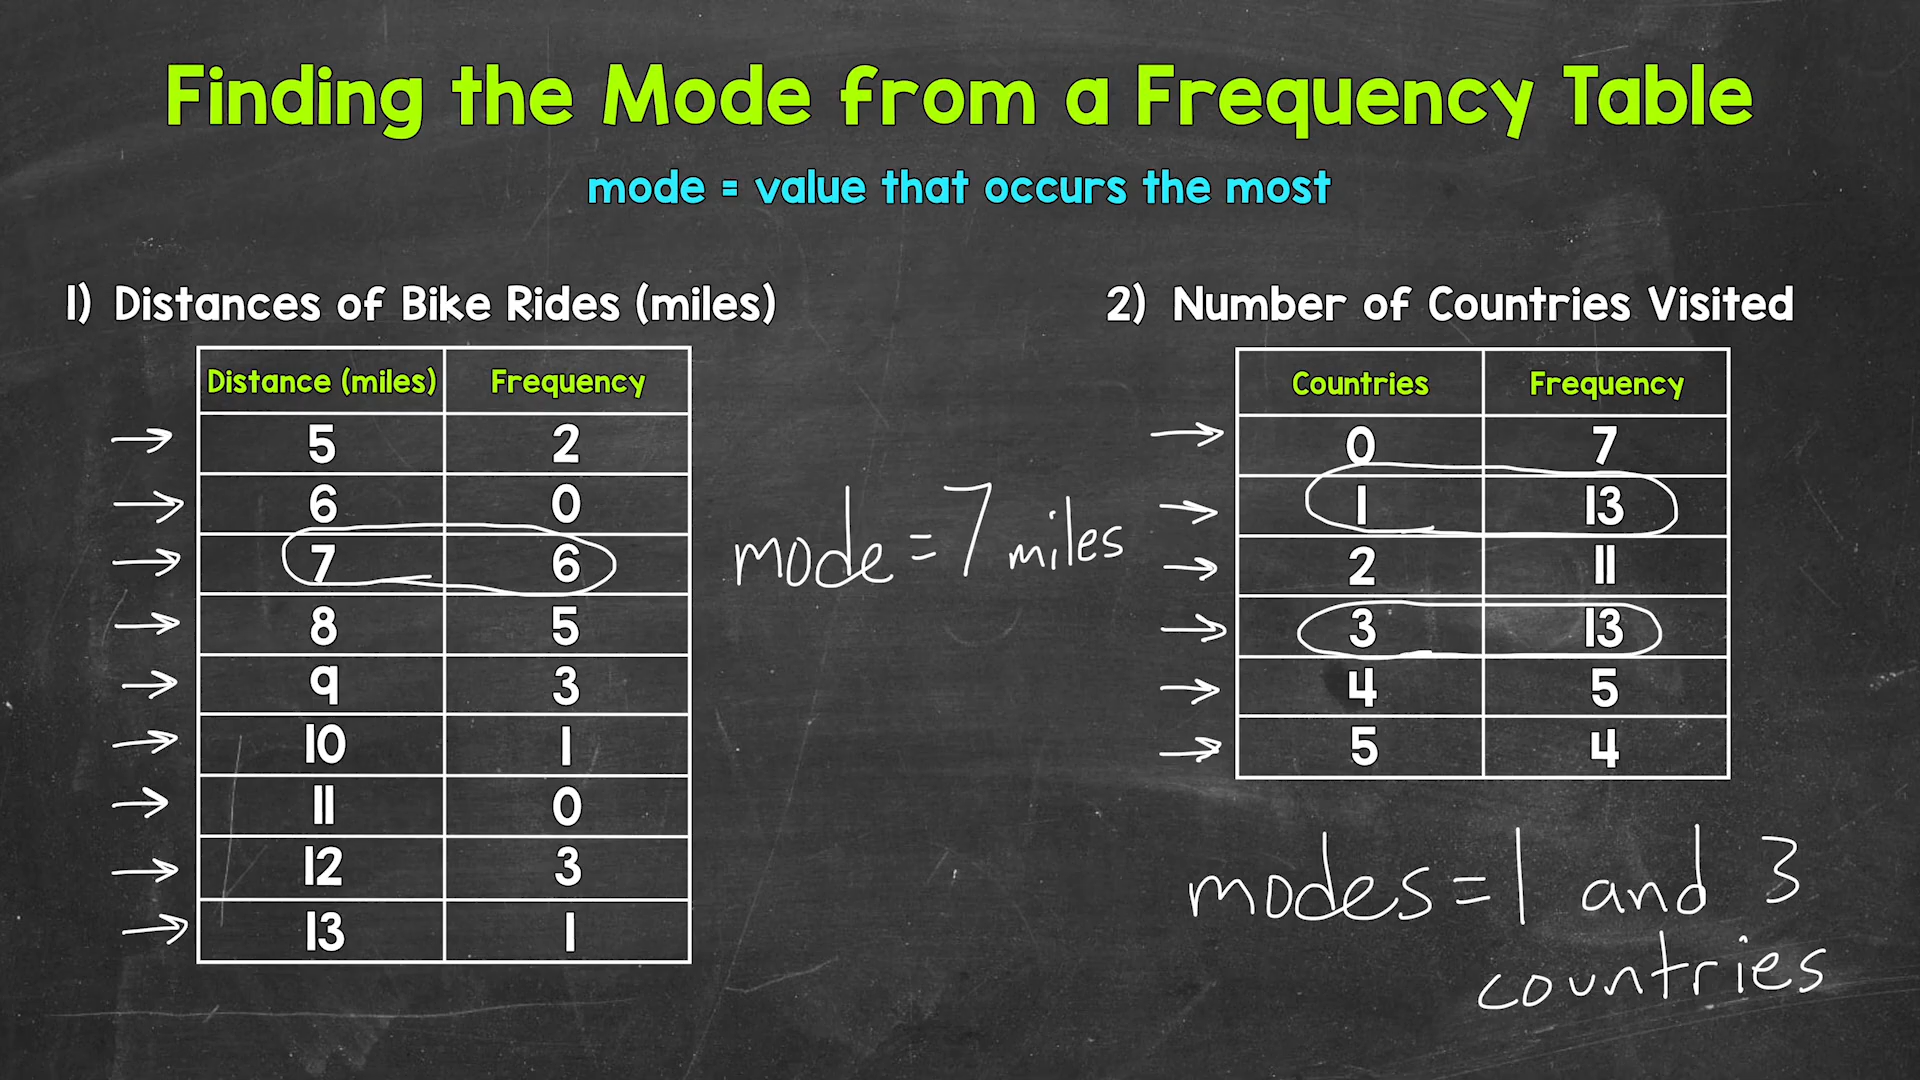 Finding the Mode from a Frequency Table
mode = value that occurs the most
1) Distances of Bike Rides (miles)
Distance (miles) Frequency
5 2
6 0
7 6
8 5
9 3
10 1
11 0
12 3
13 1
mode = 7 miles
2) Number of Countries Visited
Countries Frequency
0 7
1 13
2 11
3 13
4 5
5 4
modes = 1 and 3
countries